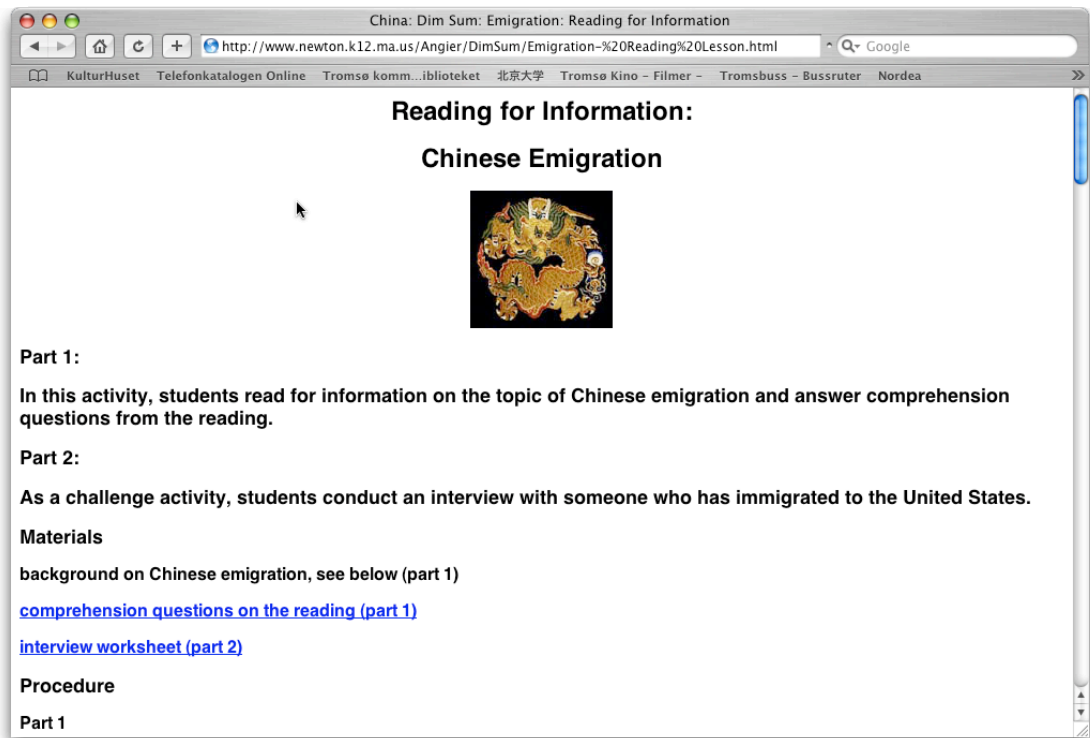 China: Dim Sum: Emigration: Reading for Information
http://www.newton.k12.ma.us/Angier/DimSum/Emigration-%20Reading%20Lesson.html
Google
KulturHuset Telefonkatalogen Online Tromsø komm...iblioteket 北京大学 Tromsø Kino – Filmer – Tromsbuss – Bussruter Nordea
Reading for Information:
Chinese Emigration
Part 1:
In this activity, students read for information on the topic of Chinese emigration and answer comprehension
questions from the reading.
Part 2:
As a challenge activity, students conduct an interview with someone who has immigrated to the United States.
Materials
background on Chinese emigration, see below (part 1)
comprehension questions on the reading (part 1)
interview worksheet (part 2)
Procedure
Part 1